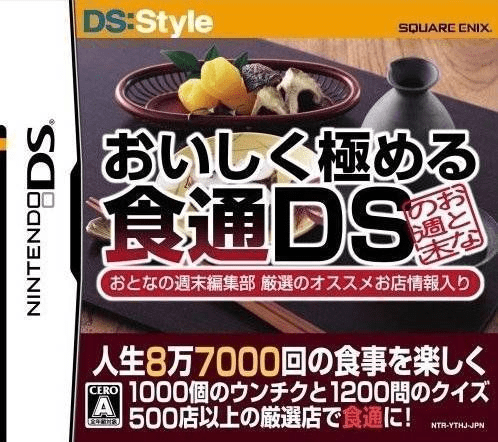 DS:Style
SQUARE ENIX.
NINTENDO DS
おいしく極める
食通DS
おとなの週末
おとなの週末編集部 厳選のオススメお店情報入り
人生8万7000回の食事を楽しく
1000個のウンチクと1200問のクイズ
500店以上の厳選店で食通に!
CERO
A
全年齢対象
NTR-YTHJ-JPN